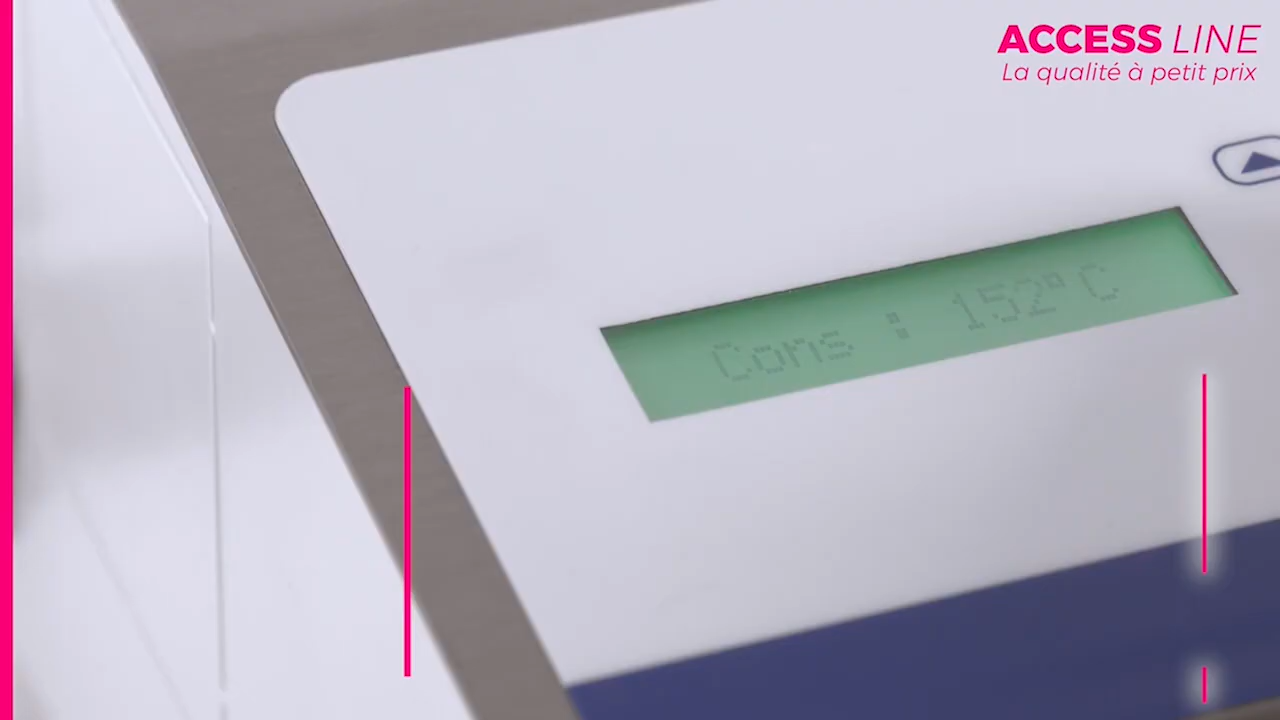 ACCESS LINE
La qualité à petit prix
Cons : 152°C